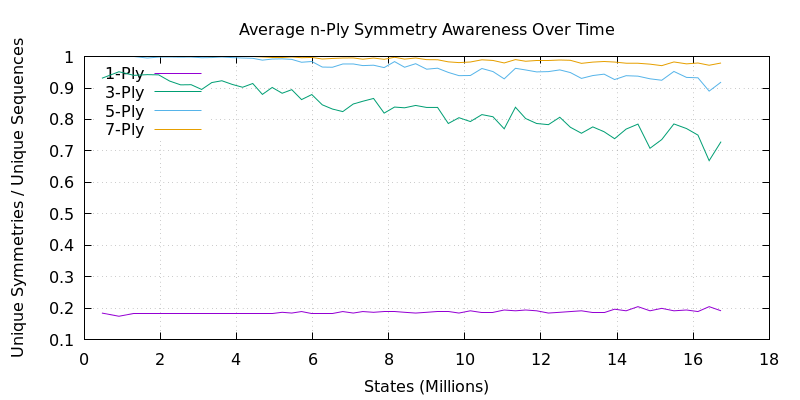 Average n-Ply Symmetry Awareness Over Time
Unique Symmetries / Unique Sequences
1
0.9
0.8
0.7
0.6
0.5
0.4
0.3
0.2
0.1
1-Ply
3-Ply
5-Ply
7-Ply
0 2 4 6 8 10 12 14 16 18
States (Millions)